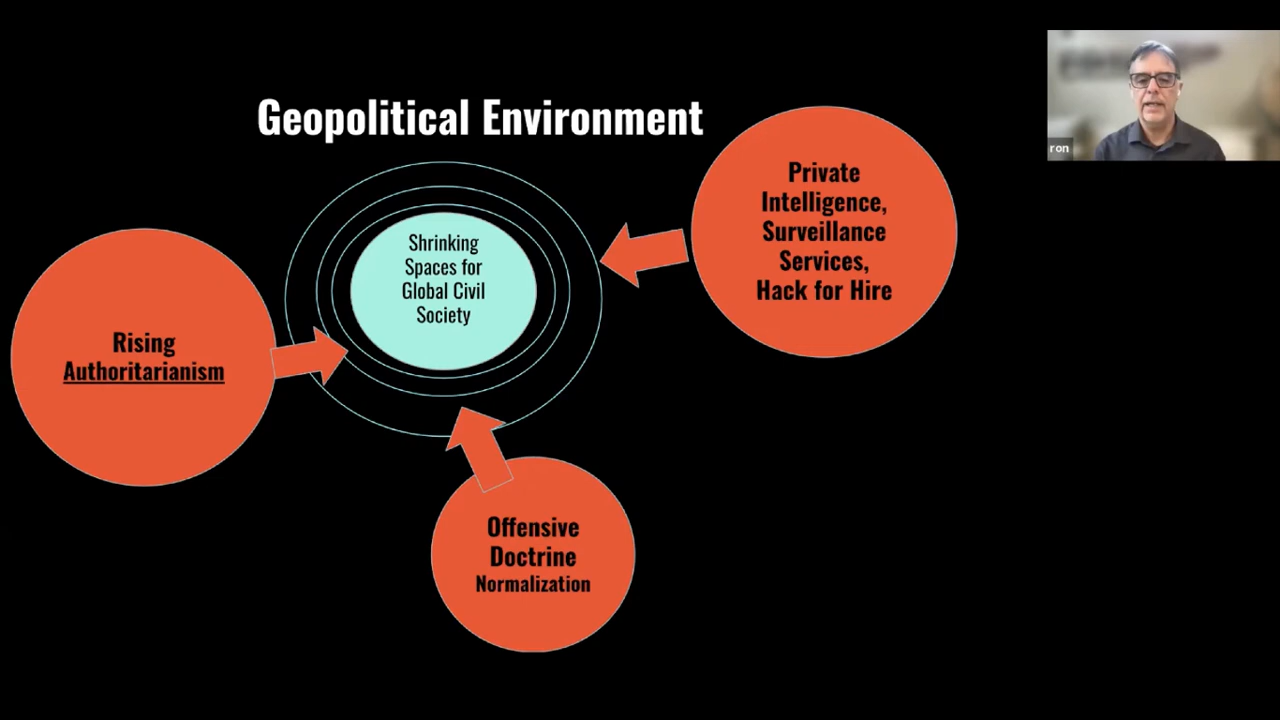 Geopolitical Environment
Shrinking
Spaces for
Global Civil
Society
Private
Intelligence,
Surveillance
Services,
Hack for Hire
Rising
Authoritarianism
Offensive
Doctrine
Normalization
ron